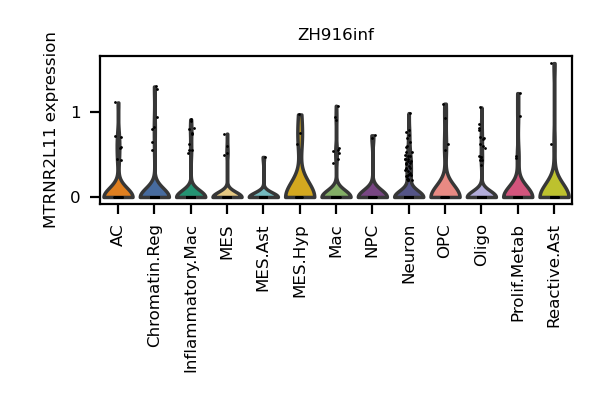 ZH916inf
MTRNR2L11 expression
1
0
AC
Chromatin.Reg
Inflammatory.Mac
MES
MES.Ast
MES.Hyp
Mac
NPC
Neuron
OPC
Oligo
Prolif.Metab
Reactive.Ast